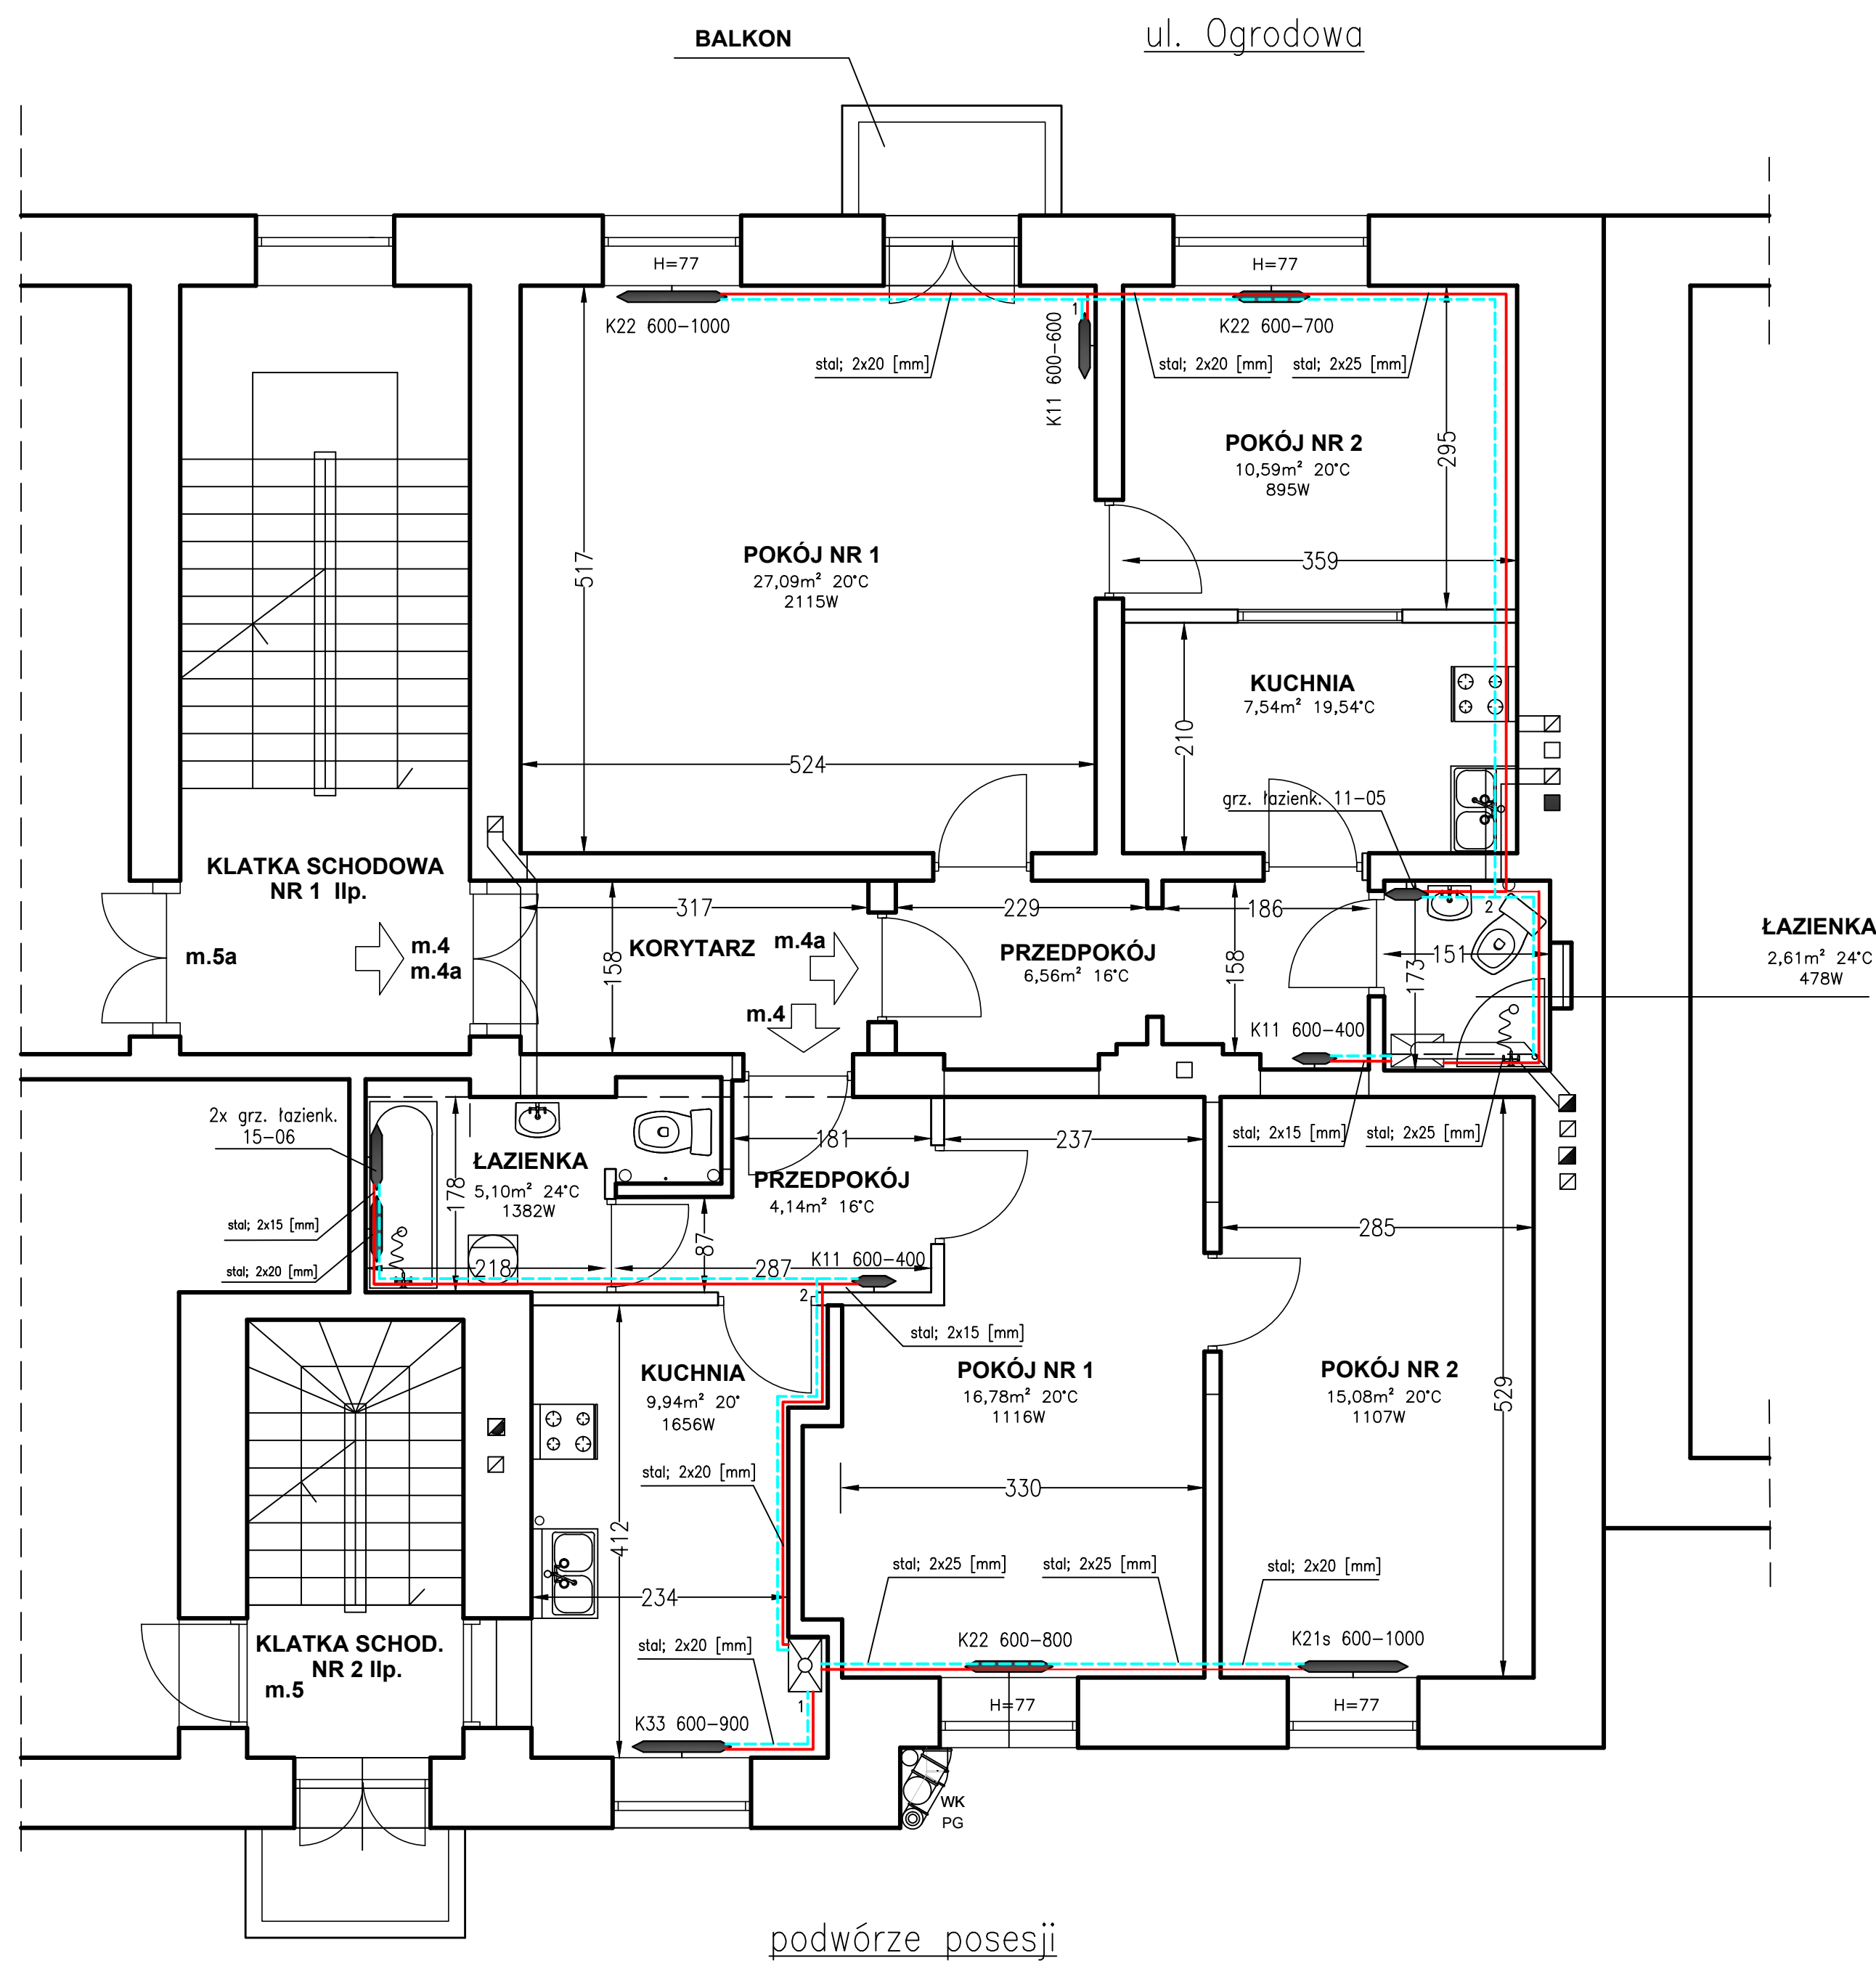 ul. Ogrodowa
BALKON
H=77
H=77
K22 600-1000
K11 600-600
1
K22 600-700
stal; 2x20 [mm]
stal; 2x20 [mm]
stal; 2x25 [mm]
POKÓJ NR 2
10,59m² 20°C
895W
295
359
517
POKÓJ NR 1
27,09m² 20°C
2115W
524
KUCHNIA
7,54m² 19,54°C
210
grz. łazienk. 11-05
KLATKA SCHODOWA
NR 1 IIp.
m.5a
m.4
m.4a
317
229
186
158
KORYTARZ
m.4a
m.4
PRZEDPOKÓJ
6,56m² 16°C
158
2
151
173
ŁAZIENKA
2,61m² 24°C
478W
K11 600-400
stal; 2x15 [mm]
stal; 2x25 [mm]
2x grz. łazienk.
15-06
178
ŁAZIENKA
5,10m² 24°C
1382W
181
237
PRZEDPOKÓJ
4,14m² 16°C
stal; 2x15 [mm]
stal; 2x20 [mm]
87
218
287
K11 600-400
2
285
stal; 2x15 [mm]
KUCHNIA
9,94m² 20°
1656W
POKÓJ NR 1
16,78m² 20°C
1116W
POKÓJ NR 2
15,08m² 20°C
1107W
529
stal; 2x20 [mm]
330
412
234
stal; 2x25 [mm]
stal; 2x25 [mm]
stal; 2x20 [mm]
KLATKA SCHOD.
NR 2 IIp.
m.5
stal; 2x20 [mm]
K22 600-800
K21s 600-1000
1
K33 600-900
H=77
H=77
WK
PG
podwórze posesji